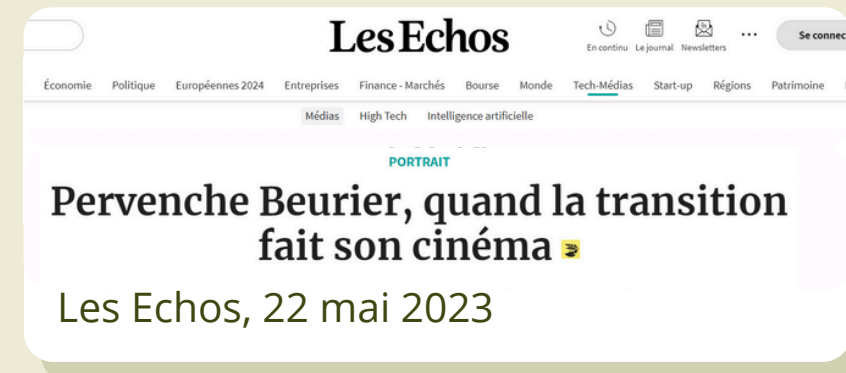 Les Echos
En continu Le journal Newsletters ... Se connec
Économie Politique Européennes 2024 Entreprises Finance - Marchés Bourse Monde Tech-Médias Start-up Régions Patrimoine
Médias High Tech Intelligence artificielle
PORTRAIT
Pervenche Beurier, quand la transition
fait son cinéma
Les Echos, 22 mai 2023